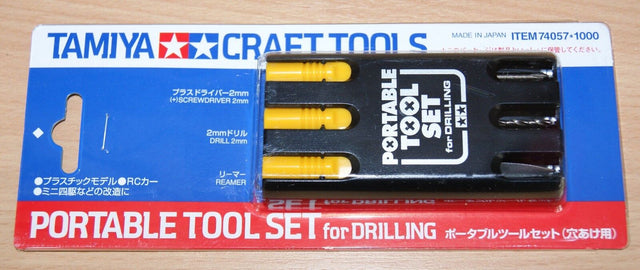 TAMIYA CRAFT TOOLS
MADE IN JAPAN ITEM 74057・1000
プラスドライバー2mm
(+)SCREWDRIVER 2mm
2mmドリル
DRILL 2mm
リーマー
REAMER
●プラスチックモデル ●RCカー
●ミニ四駆などの改造に
PORTABLE
TOOL
SET
for DRILLING
PORTABLE TOOL SET for DRILLING ポータブルツールセット(穴あけ用)